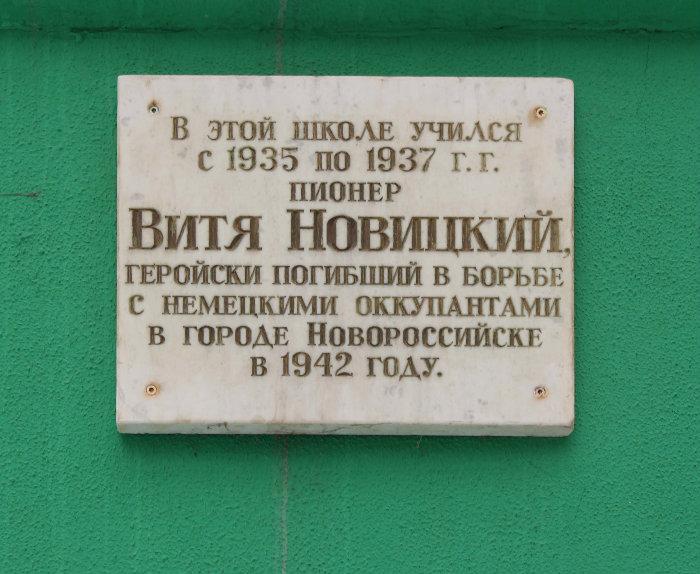 В ЭТОЙ ШКОЛЕ УЧИЛСЯ
С 1935 ПО 1937 Г.Г.
ПИОНЕР
ВИТЯ НОВИЦКИЙ,
ГЕРОЙСКИ ПОГИБШИЙ В БОРЬБЕ
С НЕМЕЦКИМИ ОККУПАНТАМИ
В ГОРОДЕ НОВОРОССИЙСКЕ
В 1942 ГОДУ.